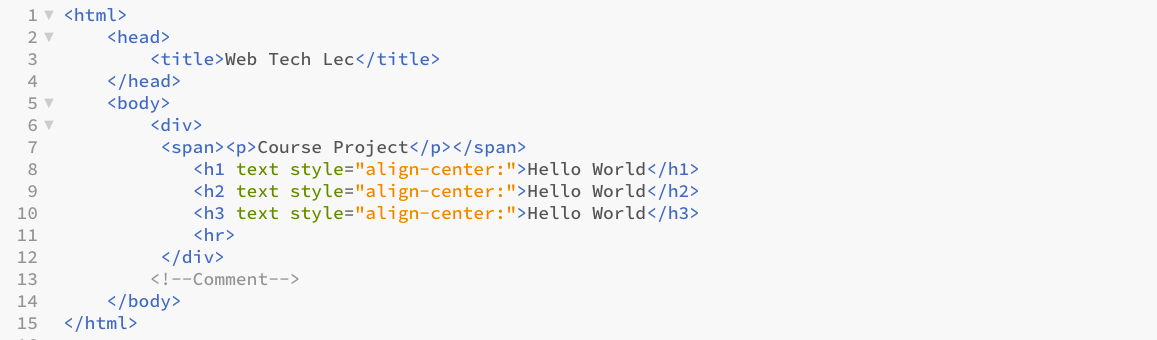 1 <html>
2 <head>
3 <title>Web Tech Lec</title>
4 </head>
5 <body>
6 <div>
7 <span><p>Course Project</p></span>
8 <h1 text style="align-center:">Hello World</h1>
9 <h2 text style="align-center:">Hello World</h2>
10 <h3 text style="align-center:">Hello World</h3>
11 <hr>
12 </div>
13 <!--Comment-->
14 </body>
15 </html>